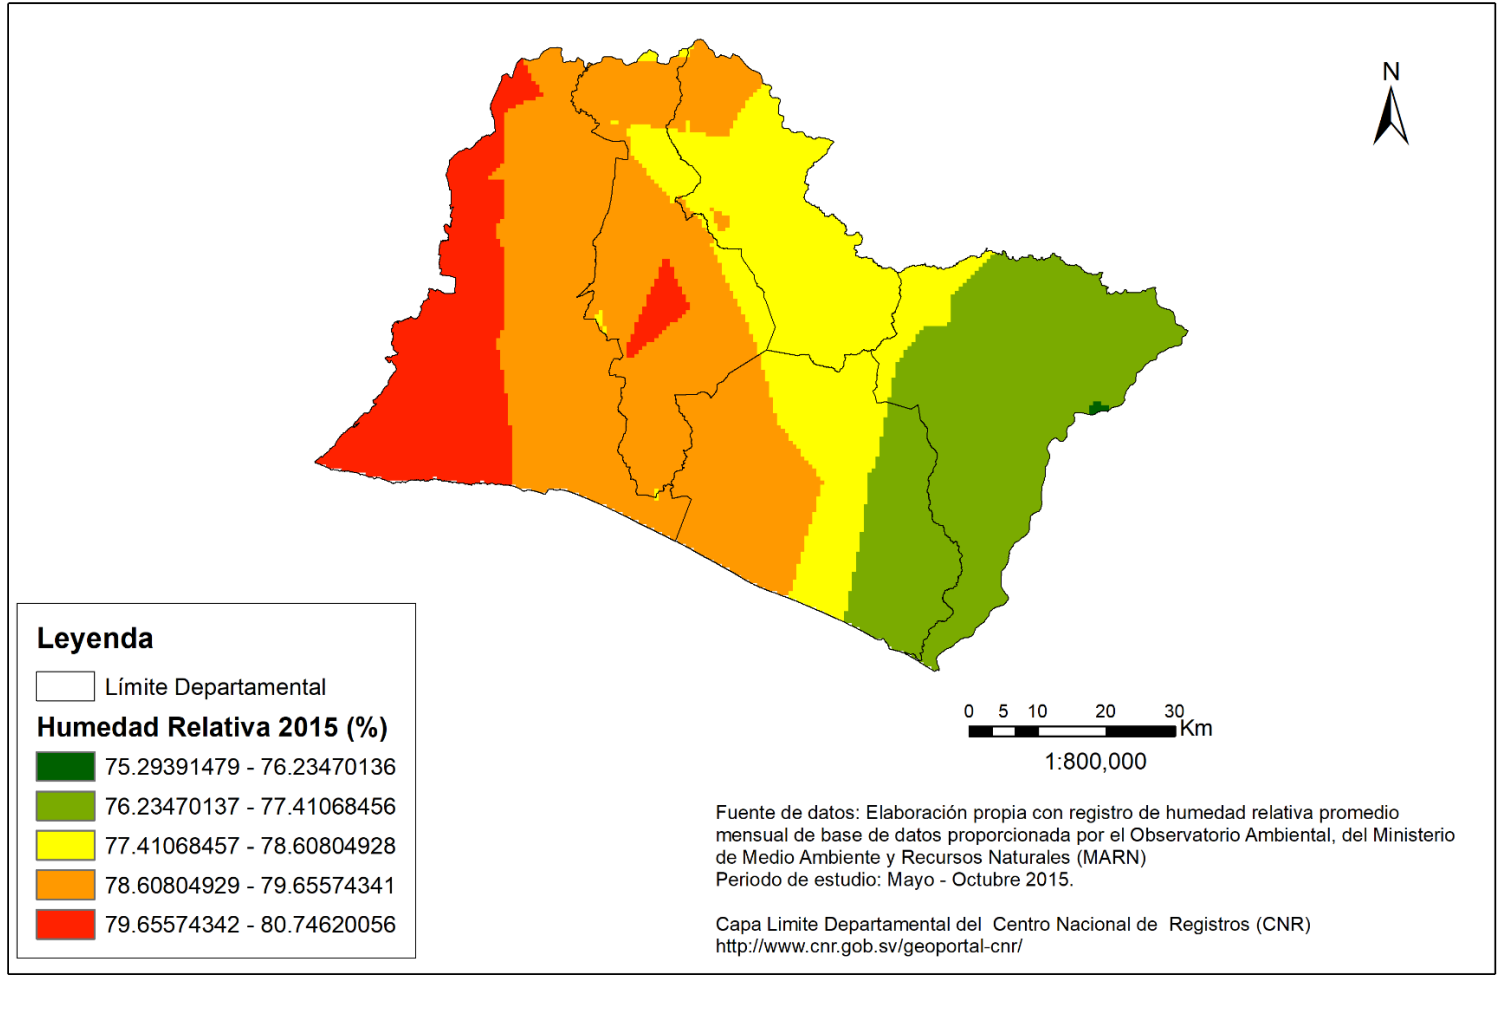 N
Leyenda
Límite Departamental
Humedad Relativa 2015 (%)
75.29391479 - 76.23470136
76.23470137 - 77.41068456
77.41068457 - 78.60804928
78.60804929 - 79.65574341
79.65574342 - 80.74620056
0 5 10 20 30
Km
1:800,000
Fuente de datos: Elaboración propia con registro de humedad relativa promedio
mensual de base de datos proporcionada por el Observatorio Ambiental, del Ministerio
de Medio Ambiente y Recursos Naturales (MARN)
Periodo de estudio: Mayo - Octubre 2015.
Capa Limite Departamental del Centro Nacional de Registros (CNR)
http://www.cnr.gob.sv/geoportal-cnr/